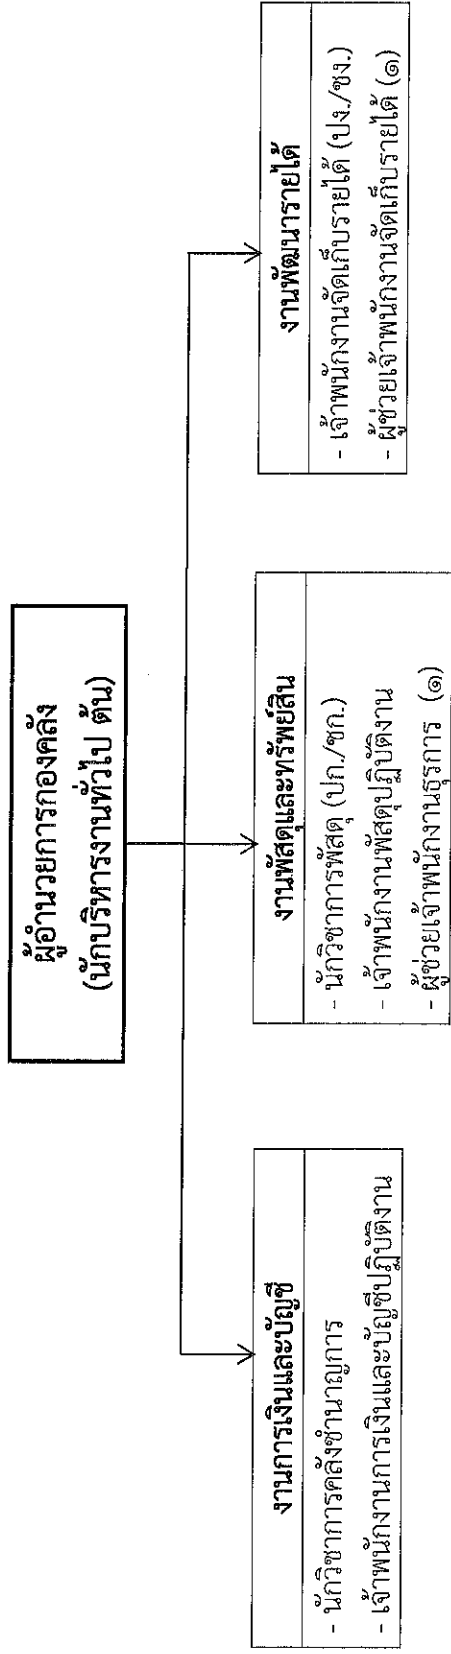 ผู้อำนวยการกองคลัง
(นักบริหารงานทั่วไป ต้น)
งานการเงินและบัญชี
- นักวิชาการคลังชำนาญการ
- เจ้าพนักงานการเงินและบัญชีปฏิบัติงาน
งานพัสดุและทรัพย์สิน
- นักวิชาการพัสดุ (ปก./ชก.)
- เจ้าพนักงานพัสดุปฏิบัติงาน
- ผู้ช่วยเจ้าพนักงานธุรการ (๑)
งานพัฒนารายได้
- เจ้าพนักงานจัดเก็บรายได้ (ปง./ชง.)
- ผู้ช่วยเจ้าพนักงานจัดเก็บรายได้ (๑)